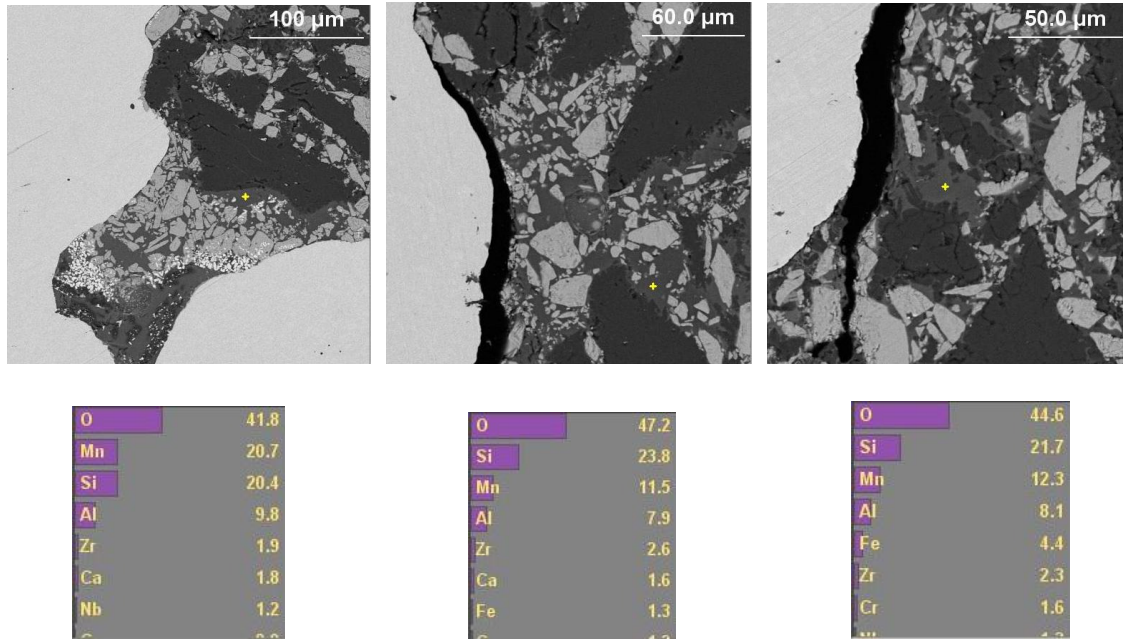 100 µm
60.0 µm
50.0 µm
O 41.8
Mn 20.7
Si 20.4
Al 9.8
Zr 1.9
Ca 1.8
Nb 1.2
O 47.2
Si 23.8
Mn 11.5
Al 7.9
Zr 2.6
Ca 1.6
Fe 1.3
O 44.6
Si 21.7
Mn 12.3
Al 8.1
Fe 4.4
Zr 2.3
Cr 1.6